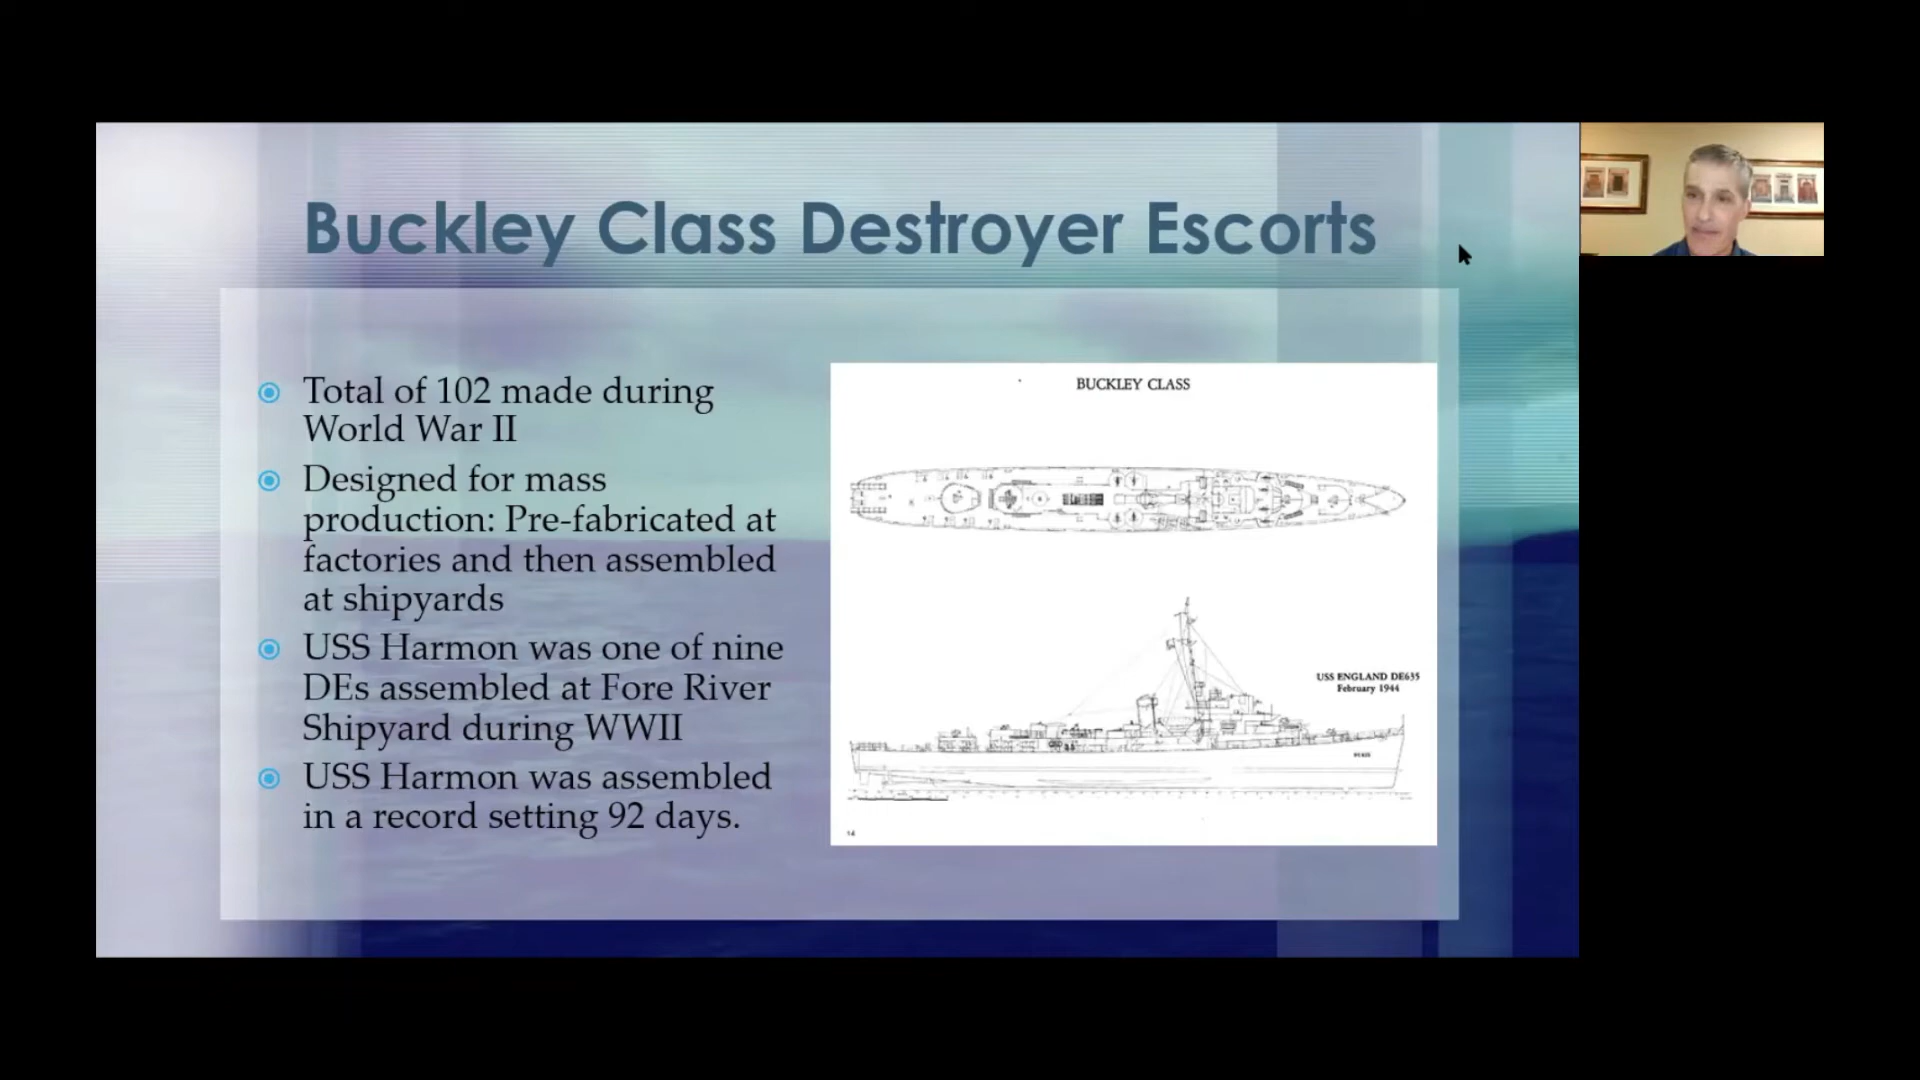 Buckley Class Destroyer Escorts
Total of 102 made during
World War II
Designed for mass
production: Pre-fabricated at
factories and then assembled
at shipyards
USS Harmon was one of nine
DEs assembled at Fore River
Shipyard during WWII
USS Harmon was assembled
in a record setting 92 days.
BUCKLEY CLASS
USS ENGLAND DE635
February 1944
14